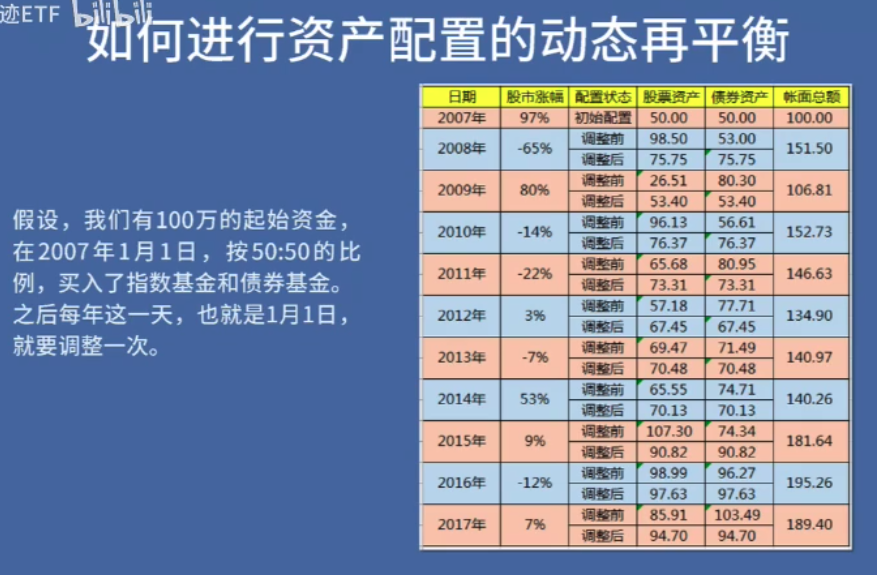 迹ETF bilibili
如何进行资产配置的动态再平衡
假设，我们有100万的起始资金，
在2007年1月1日，按50:50的比
例，买入了指数基金和债券基金。
之后每年这一天，也就是1月1日，
就要调整一次。
日期 股市涨幅 配置状态 股票资产 债券资产 帐面总额
2007年 97% 初始配置 50.00 50.00 100.00
2008年 -65% 调整前 98.50 53.00 151.50
调整后 75.75 75.75
2009年 80% 调整前 26.51 80.30 106.81
调整后 53.40 53.40
2010年 -14% 调整前 96.13 56.61 152.73
调整后 76.37 76.37
2011年 -22% 调整前 65.68 80.95 146.63
调整后 73.31 73.31
2012年 3% 调整前 57.18 77.71 134.90
调整后 67.45 67.45
2013年 -7% 调整前 69.47 71.49 140.97
调整后 70.48 70.48
2014年 53% 调整前 65.55 74.71 140.26
调整后 70.13 70.13
2015年 9% 调整前 107.30 74.34 181.64
调整后 90.82 90.82
2016年 -12% 调整前 98.99 96.27 195.26
调整后 97.63 97.63
2017年 7% 调整前 85.91 103.49 189.40
调整后 94.70 94.70